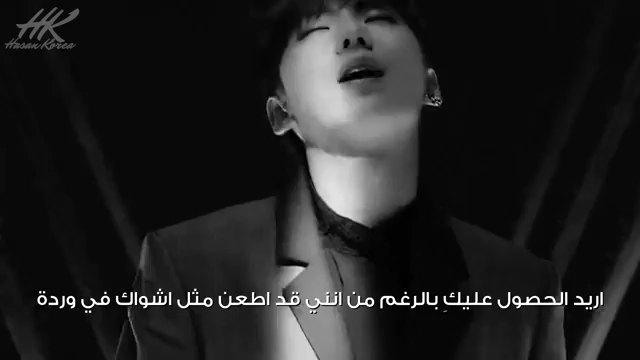 HK
Hasan Korea
اريد الحصول عليكِ بالرغم من انني قد اطعن مثل اشواك في وردة